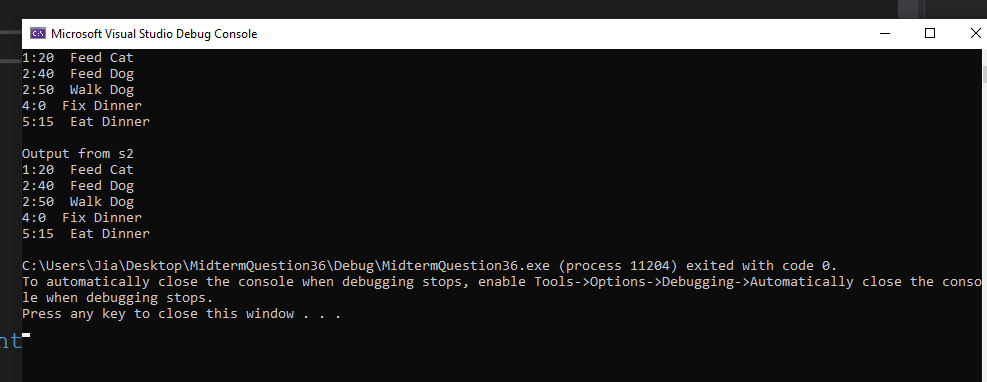 Microsoft Visual Studio Debug Console
1:20  Feed Cat
2:40  Feed Dog
2:50  Walk Dog
4:0  Fix Dinner
5:15  Eat Dinner

Output from s2
1:20  Feed Cat
2:40  Feed Dog
2:50  Walk Dog
4:0  Fix Dinner
5:15  Eat Dinner

C:\Users\Jia\Desktop\MidtermQuestion36\Debug\MidtermQuestion36.exe (process 11204) exited with code 0.
To automatically close the console when debugging stops, enable Tools->Options->Debugging->Automatically close the conso
le when debugging stops.
Press any key to close this window . . .
nt